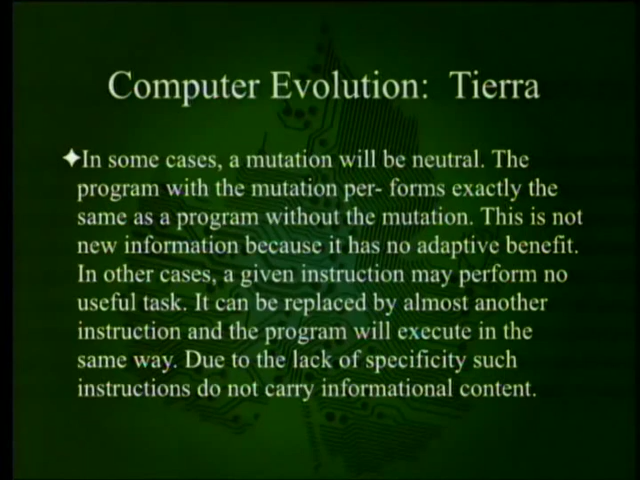 Computer Evolution: Tierra
In some cases, a mutation will be neutral. The
program with the mutation per- forms exactly the
same as a program without the mutation. This is not
new information because it has no adaptive benefit.
In other cases, a given instruction may perform no
useful task. It can be replaced by almost another
instruction and the program will execute in the
same way. Due to the lack of specificity such
instructions do not carry informational content.